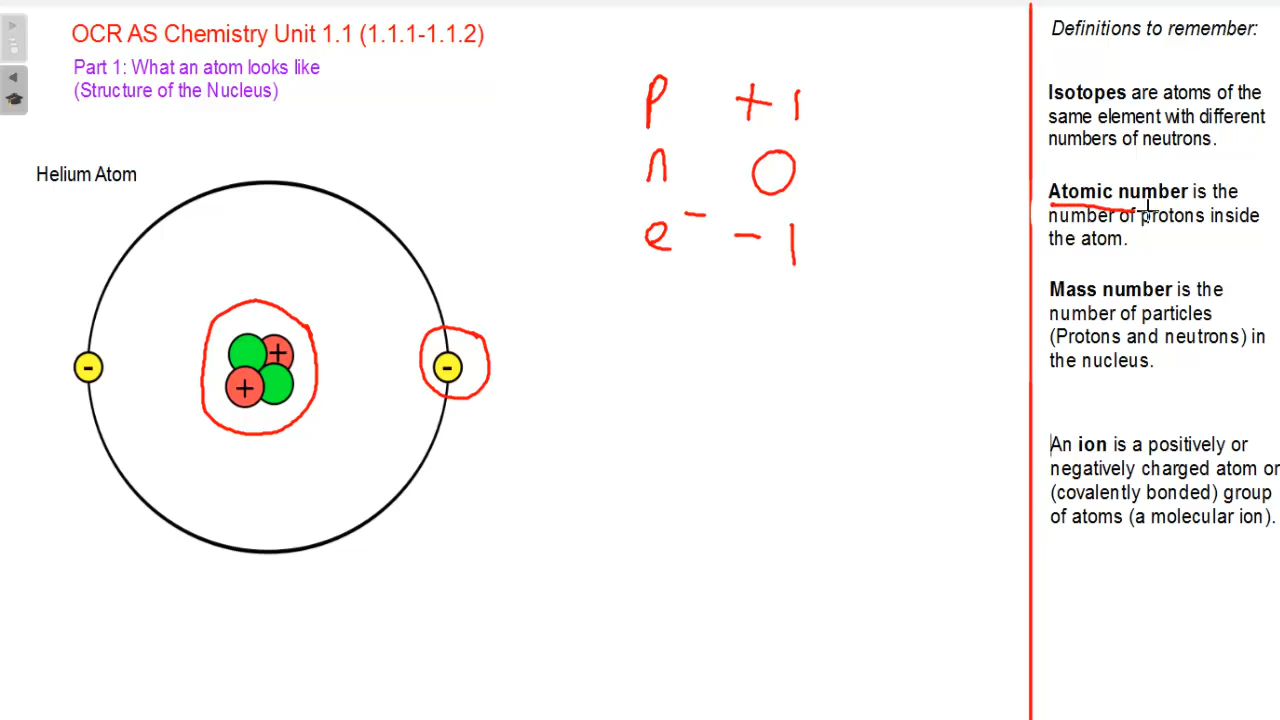 OCR AS Chemistry Unit 1.1 (1.1.1-1.1.2)
Part 1: What an atom looks like
(Structure of the Nucleus)
Helium Atom
p +1
n 0
e⁻ -1
-
+
+
-
Definitions to remember:
Isotopes are atoms of the
same element with different
numbers of neutrons.
Atomic number is the
number of protons inside
the atom.
Mass number is the
number of particles
(Protons and neutrons) in
the nucleus.
An ion is a positively or
negatively charged atom or
(covalently bonded) group
of atoms (a molecular ion).